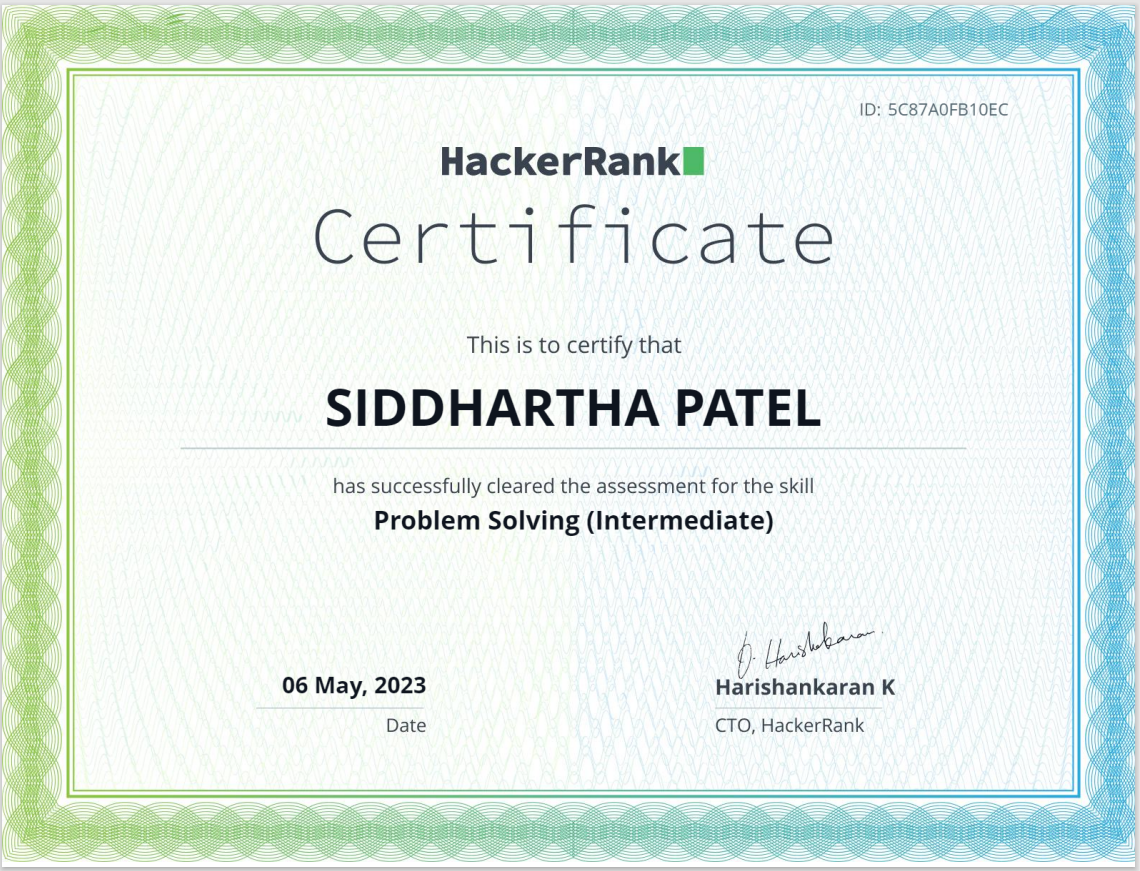 ID: 5C87A0FB10EC
HackerRank
Certificate
This is to certify that
SIDDHARTHA PATEL
has successfully cleared the assessment for the skill
Problem Solving (Intermediate)
D. Harishankaran.
06 May, 2023
Harishankaran K
Date
CTO, HackerRank